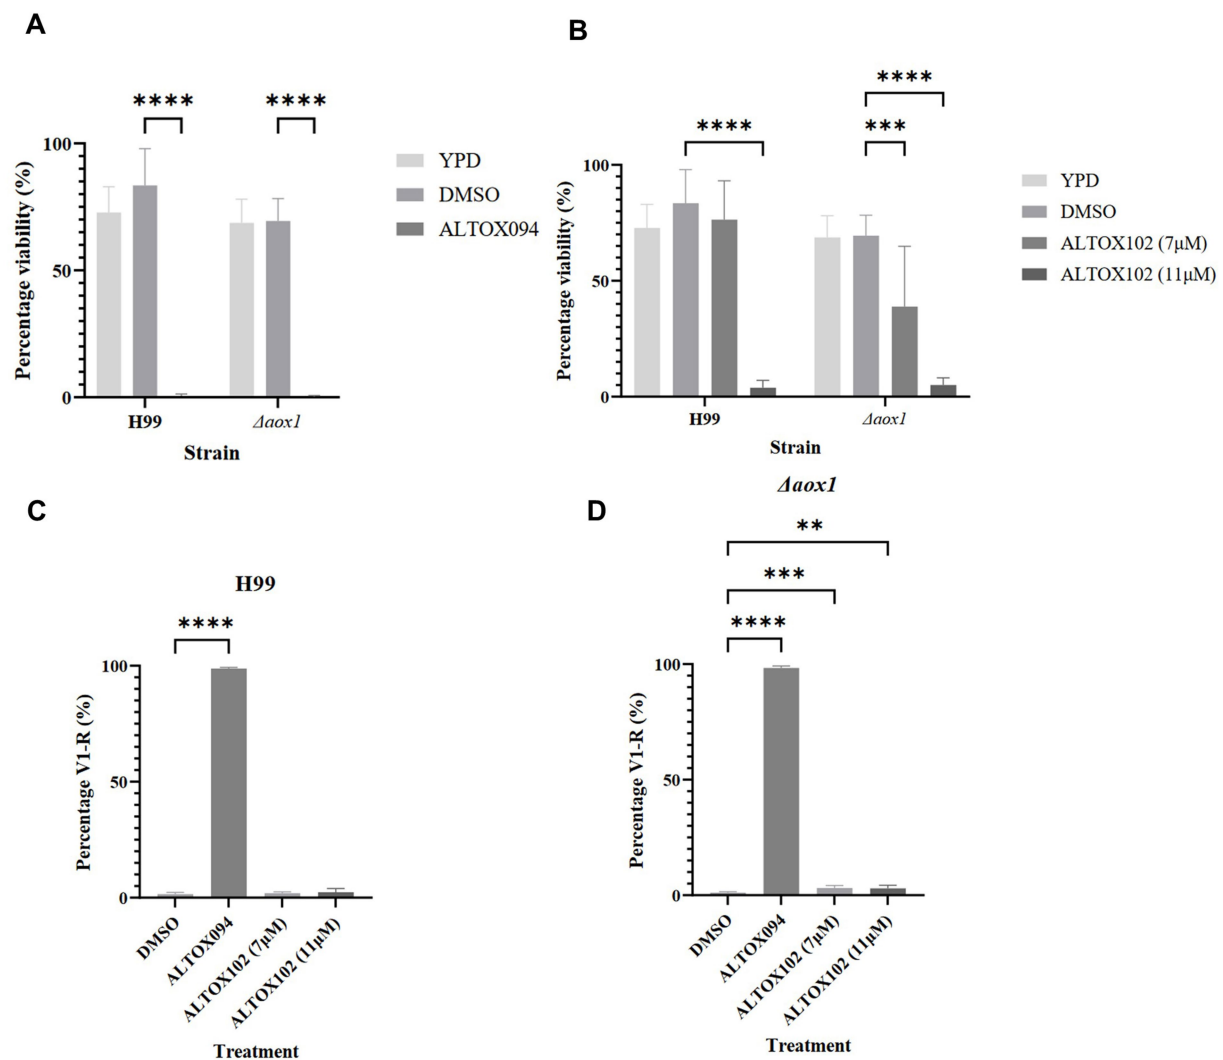 A
**** ****
Percentage viability (%)
100
50
0
H99 Δaox1
Strain
YPD
DMSO
ALTOX094
B
****
**** ***
Percentage viability (%)
100
50
0
H99 Δaox1
Strain
YPD
DMSO
ALTOX102 (7μM)
ALTOX102 (11μM)
C
H99
****
Percentage V1-R (%)
100
50
0
DMSO
ALTOX094
ALTOX102 (7μM)
ALTOX102 (11μM)
Treatment
D
Δaox1
**
***
****
Percentage V1-R (%)
100
50
0
DMSO
ALTOX094
ALTOX102 (7μM)
ALTOX102 (11μM)
Treatment